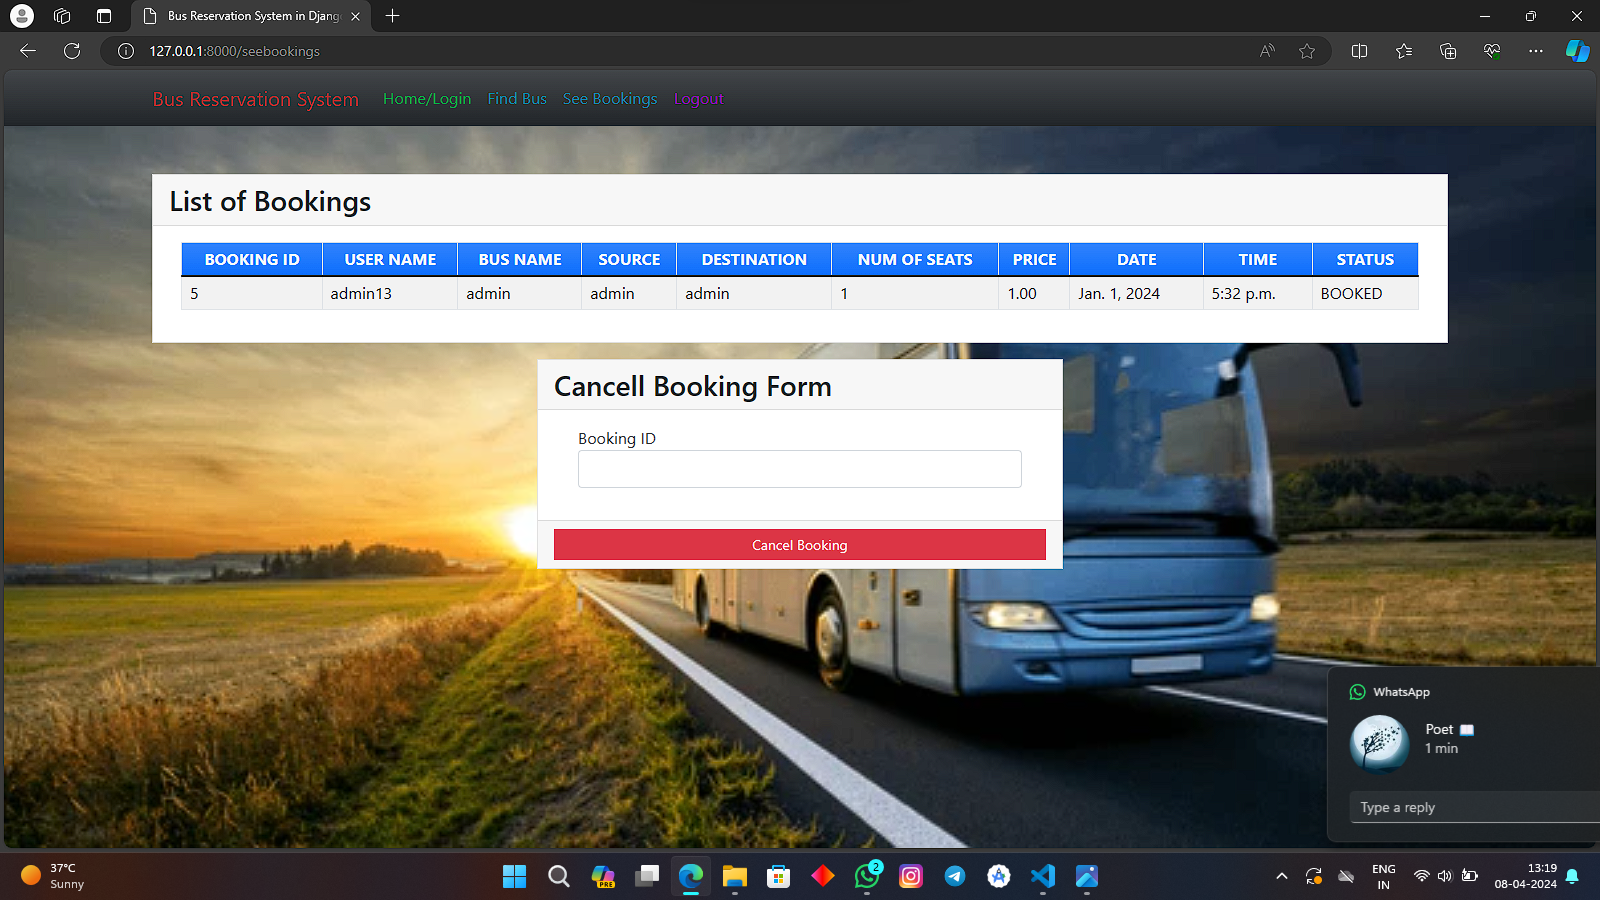 Bus Reservation System in Djang
127.0.0.1:8000/seebookings
Bus Reservation System Home/Login Find Bus See Bookings Logout
List of Bookings
BOOKING ID USER NAME BUS NAME SOURCE DESTINATION NUM OF SEATS PRICE DATE TIME STATUS
5 admin13 admin admin admin 1 1.00 Jan. 1, 2024 5:32 p.m. BOOKED
Cancell Booking Form
Booking ID
Cancel Booking
WhatsApp
Poet
1 min
Type a reply
37°C
Sunny
PRE
2
ENG
IN
13:19
08-04-2024